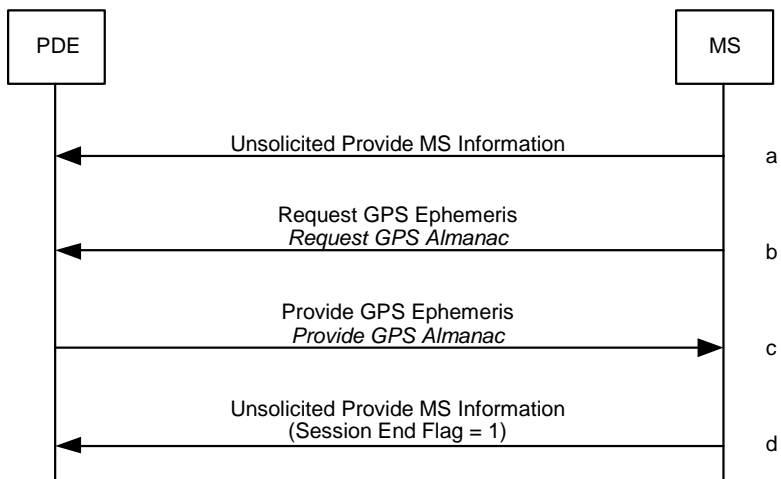 PDE
MS
Unsolicited Provide MS Information
a
Request GPS Ephemeris
Request GPS Almanac
b
Provide GPS Ephemeris
Provide GPS Almanac
c
Unsolicited Provide MS Information
(Session End Flag = 1)
d